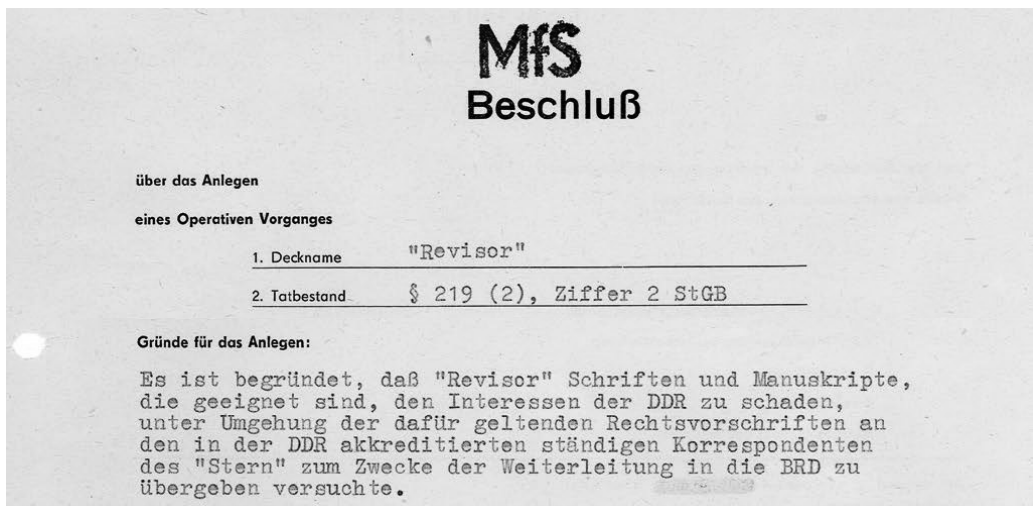 MfS
Beschluß
über das Anlegen
eines Operativen Vorganges
1. Deckname "Revisor"
2. Tatbestand § 219 (2), Ziffer 2 StGB
Gründe für das Anlegen:
Es ist begründet, daß "Revisor" Schriften und Manuskripte,
die geeignet sind, den Interessen der DDR zu schaden,
unter Umgehung der dafür geltenden Rechtsvorschriften an
den in der DDR akkreditierten ständigen Korrespondenten
des "Stern" zum Zwecke der Weiterleitung in die BRD zu
übergeben versuchte.